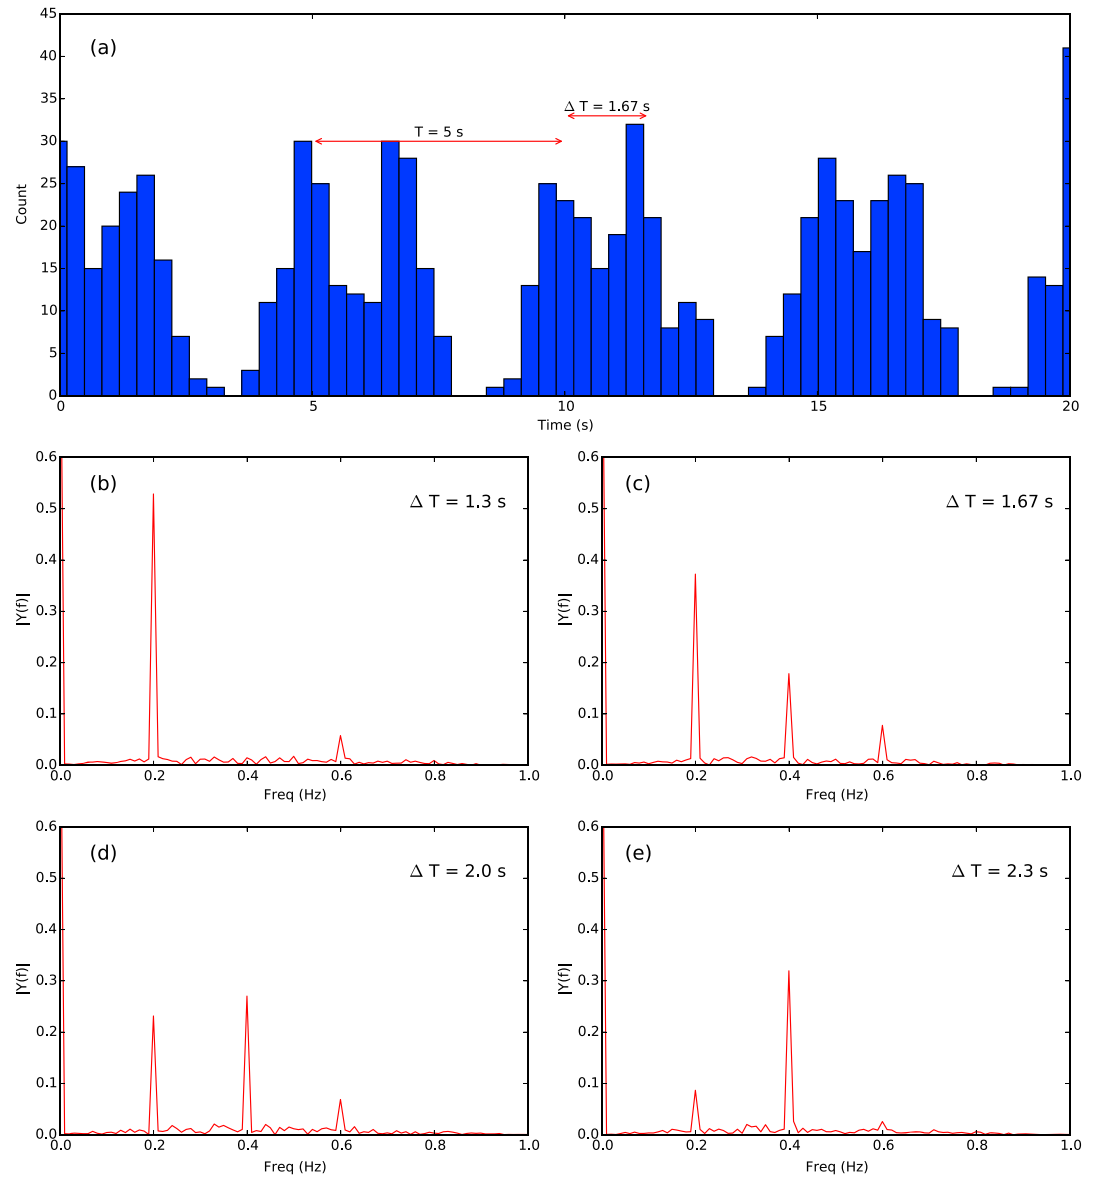 (a)
Δ T = 1.67 s
T = 5 s
45
40
35
30
25
20
15
10
5
0
Count
0 5 10 15 20
Time (s)
(b)
Δ T = 1.3 s
0.6
0.5
0.4
0.3
0.2
0.1
0.0
|Y(f)|
0.0 0.2 0.4 0.6 0.8 1.0
Freq (Hz)
(c)
Δ T = 1.67 s
0.6
0.5
0.4
0.3
0.2
0.1
0.0
|Y(f)|
0.0 0.2 0.4 0.6 0.8 1.0
Freq (Hz)
(d)
Δ T = 2.0 s
0.6
0.5
0.4
0.3
0.2
0.1
0.0
|Y(f)|
0.0 0.2 0.4 0.6 0.8 1.0
Freq (Hz)
(e)
Δ T = 2.3 s
0.6
0.5
0.4
0.3
0.2
0.1
0.0
|Y(f)|
0.0 0.2 0.4 0.6 0.8 1.0
Freq (Hz)